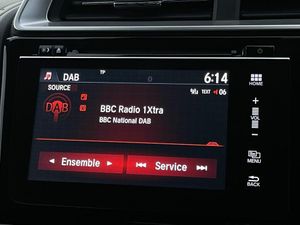 DAB
TP
6:14
SOURCE
TEXT 06
DAB
BBC Radio 1Xtra
BBC National DAB
Ensemble
Service
HOME
+
VOL
−
MENU
BACK